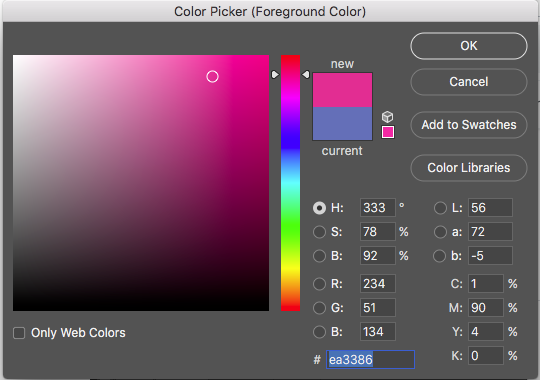 Color Picker (Foreground Color)
new
current
OK
Cancel
Add to Swatches
Color Libraries
H: 333 ° L: 56
S: 78 % a: 72
B: 92 % b: -5
R: 234 C: 1 %
G: 51 M: 90 %
B: 134 Y: 4 %
# ea3386 K: 0 %
Only Web Colors